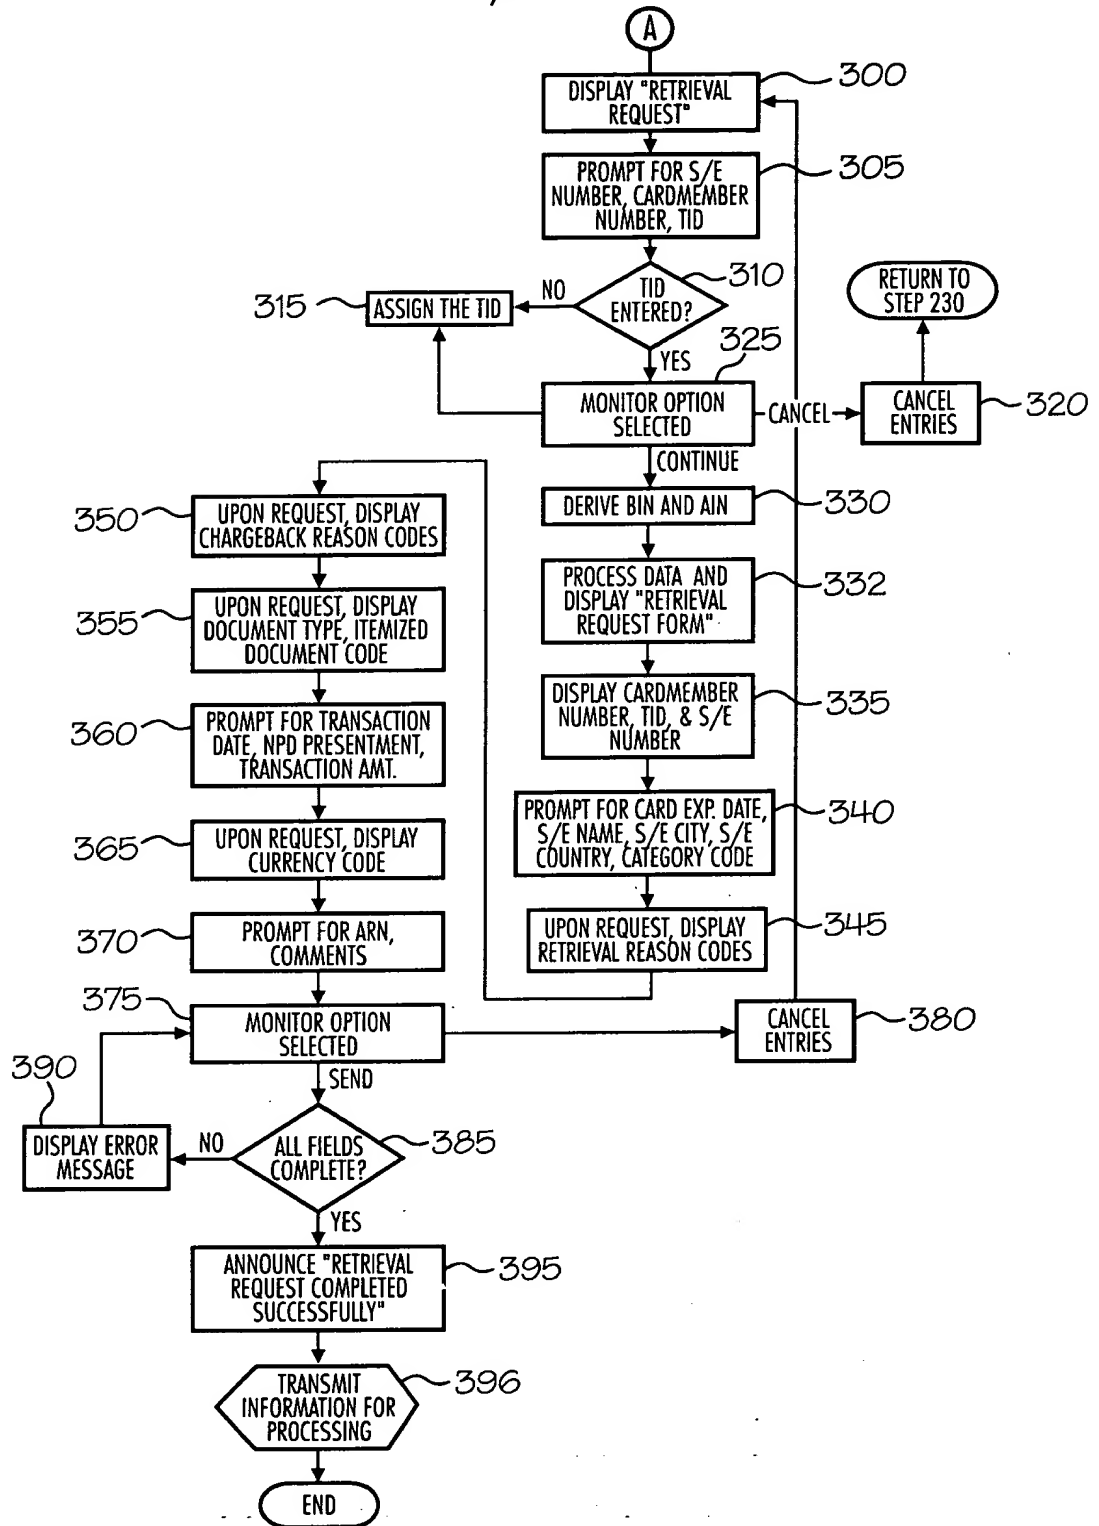 A
DISPLAY "RETRIEVAL
REQUEST"
300
PROMPT FOR S/E
NUMBER, CARDMEMBER
NUMBER, TID
305
TID
ENTERED?
310
NO
315
ASSIGN THE TID
YES
325
MONITOR OPTION
SELECTED
CANCEL
CANCEL
ENTRIES
320
RETURN TO
STEP 230
CONTINUE
DERIVE BIN AND AIN
330
PROCESS DATA AND
DISPLAY "RETRIEVAL
REQUEST FORM"
332
DISPLAY CARDMEMBER
NUMBER, TID, & S/E
NUMBER
335
PROMPT FOR CARD EXP. DATE,
S/E NAME, S/E CITY, S/E
COUNTRY, CATEGORY CODE
340
UPON REQUEST, DISPLAY
RETRIEVAL REASON CODES
345
350
UPON REQUEST, DISPLAY
CHARGEBACK REASON CODES
355
UPON REQUEST, DISPLAY
DOCUMENT TYPE, ITEMIZED
DOCUMENT CODE
360
PROMPT FOR TRANSACTION
DATE, NPD PRESENTMENT,
TRANSACTION AMT.
365
UPON REQUEST, DISPLAY
CURRENCY CODE
370
PROMPT FOR ARN,
COMMENTS
375
MONITOR OPTION
SELECTED
CANCEL
ENTRIES
380
SEND
390
DISPLAY ERROR
MESSAGE
NO
ALL FIELDS
COMPLETE?
385
YES
ANNOUNCE "RETRIEVAL
REQUEST COMPLETED
SUCCESSFULLY"
395
TRANSMIT
INFORMATION FOR
PROCESSING
396
END